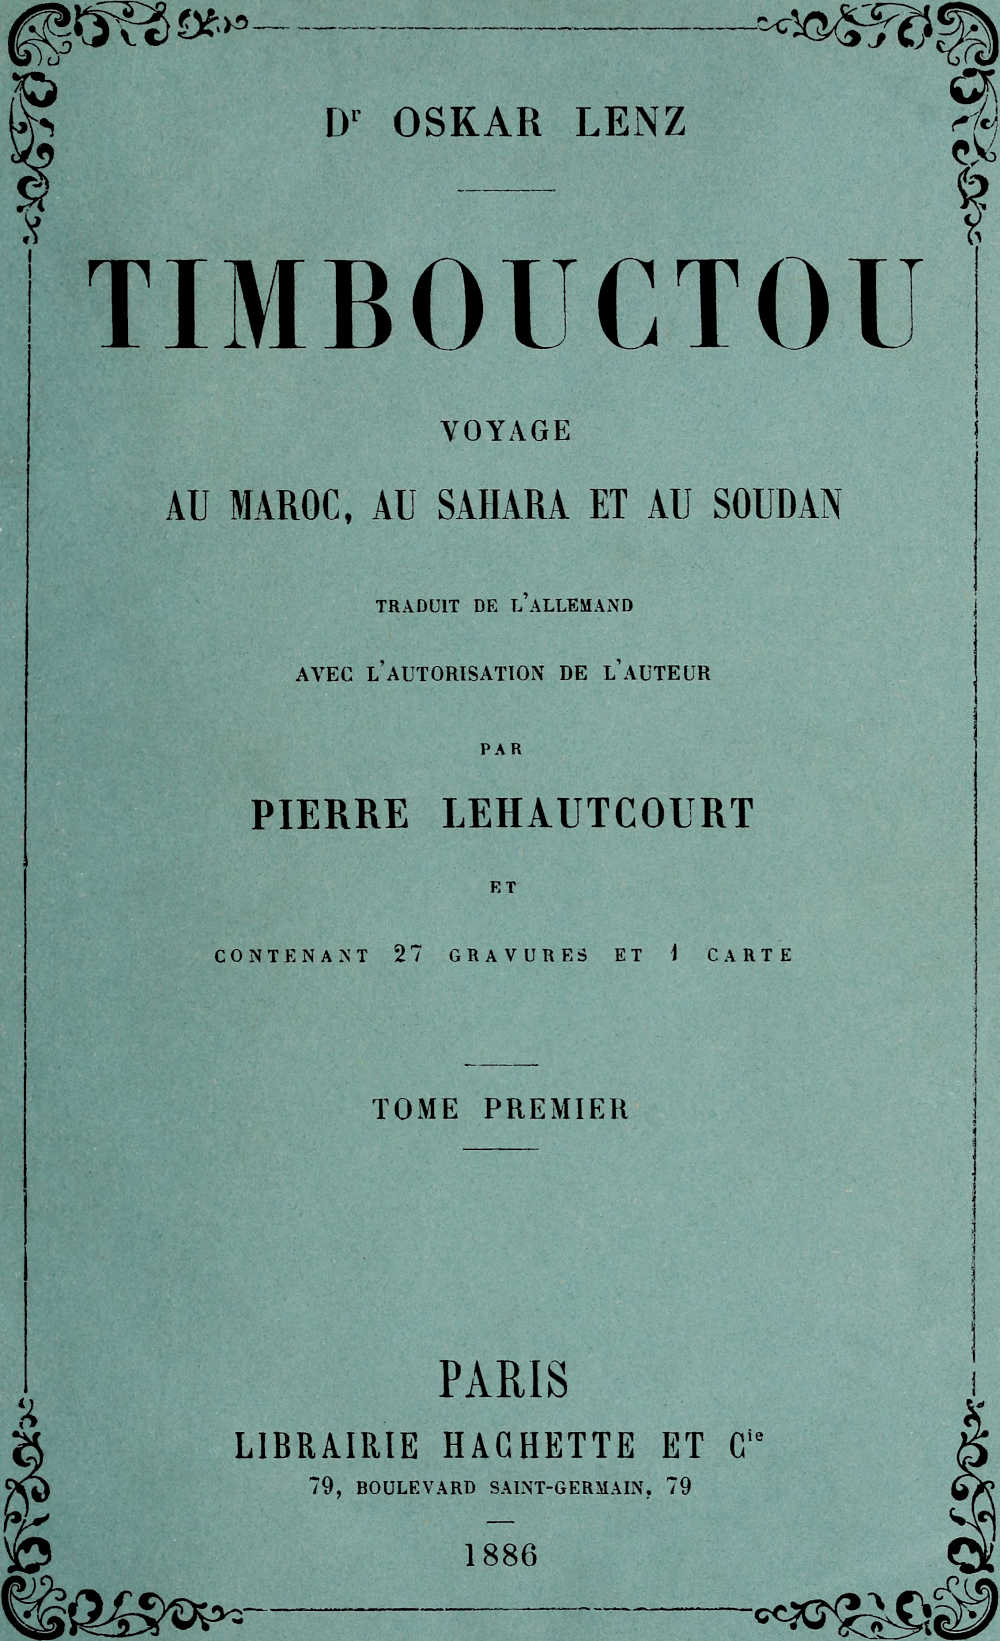 Dr OSKAR LENZ
TIMBOUCTOU
VOYAGE
AU MAROC, AU SAHARA ET AU SOUDAN
TRADUIT DE L'ALLEMAND
AVEC L'AUTORISATION DE L'AUTEUR
PAR
PIERRE LEHAUTCOURT
ET
CONTENANT 27 GRAVURES ET 1 CARTE
TOME PREMIER
PARIS
LIBRAIRIE HACHETTE ET Cie
79, BOULEVARD SAINT-GERMAIN, 79
1886